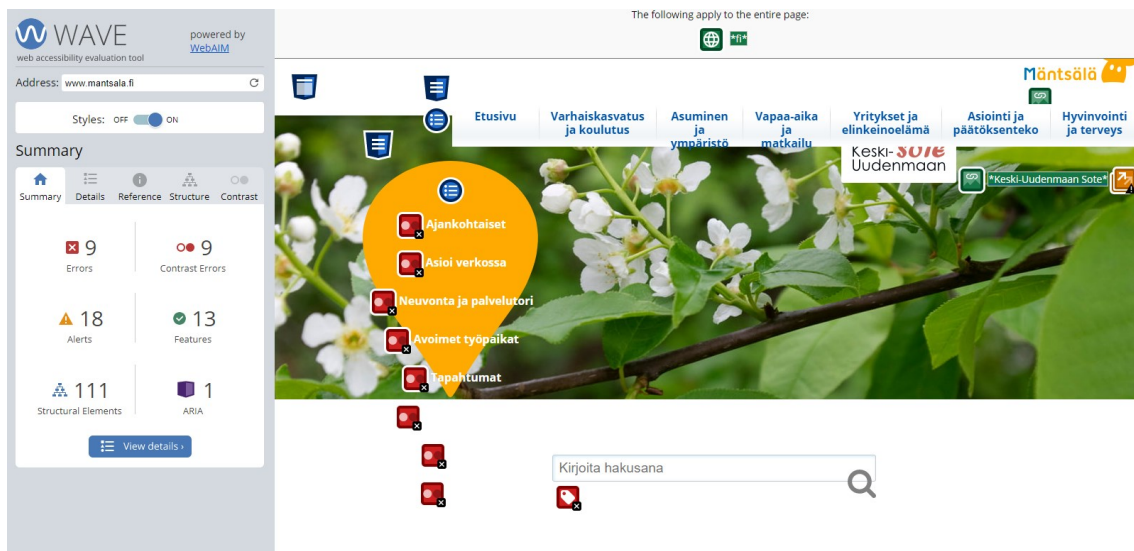 WAVE
web accessibility evaluation tool
powered by
WebAIM
Address: www.mantsala.fi
Styles: OFF ON
Summary
Summary Details Reference Structure Contrast
9
Errors
9
Contrast Errors
18
Alerts
13
Features
111
Structural Elements
1
ARIA
View details ›
The following apply to the entire page:
*fi*
Mäntsälä
Etusivu
Varhaiskasvatus
ja koulutus
Asuminen
ja
ympäristö
Vapaa-aika
ja
matkailu
Yritykset ja
elinkeinoelämä
Asiointi ja
päätöksenteko
Hyvinvointi
ja terveys
Keski- SOTE
Uudenmaan
*Keski-Uudenmaan Sote*
Ajankohtaiset
Asioi verkossa
Neuvonta ja palvelutori
Avoimet työpaikat
Tapahtumat
Kirjoita hakusana